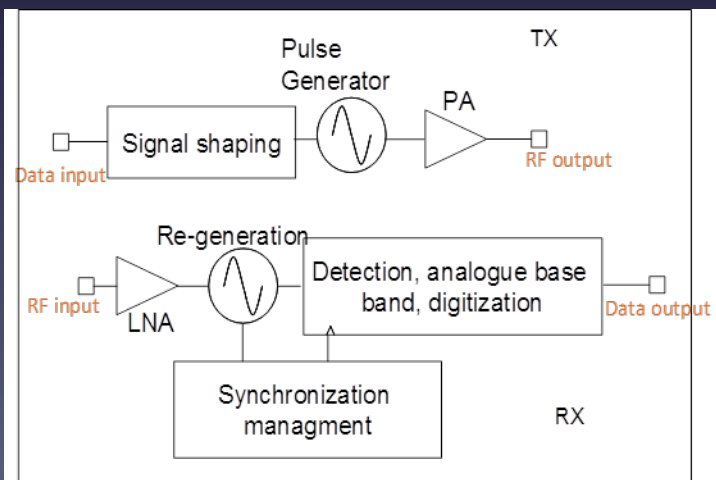 TX
Pulse
Generator
PA
Signal shaping
Data input
RF output
Re-generation
Detection, analogue base
band, digitization
RF input
LNA
Data output
Synchronization
managment
RX